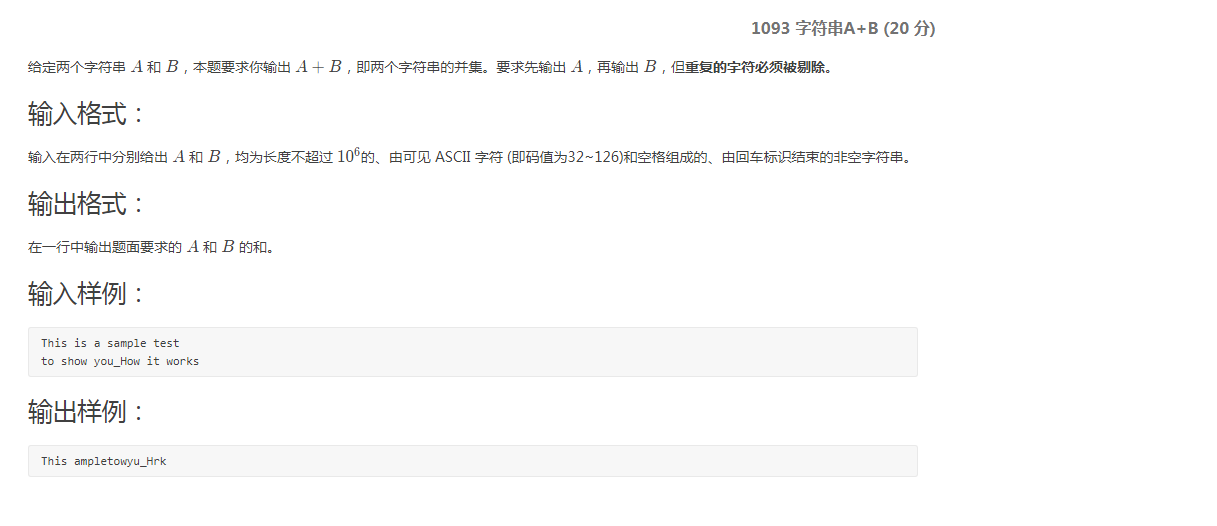 1093 字符串A+B (20 分)
给定两个字符串 A 和 B，本题要求你输出 A + B，即两个字符串的并集。要求先输出 A，再输出 B，但重复的字符必须被剔除。
输入格式：
输入在两行中分别给出 A 和 B，均为长度不超过 10⁶的、由可见 ASCII 字符 (即码值为32~126)和空格组成的、由回车标识结束的非空字符串。
输出格式：
在一行中输出题面要求的 A 和 B 的和。
输入样例：
This is a sample test
to show you_How it works
输出样例：
This ampletowyu_Hrk